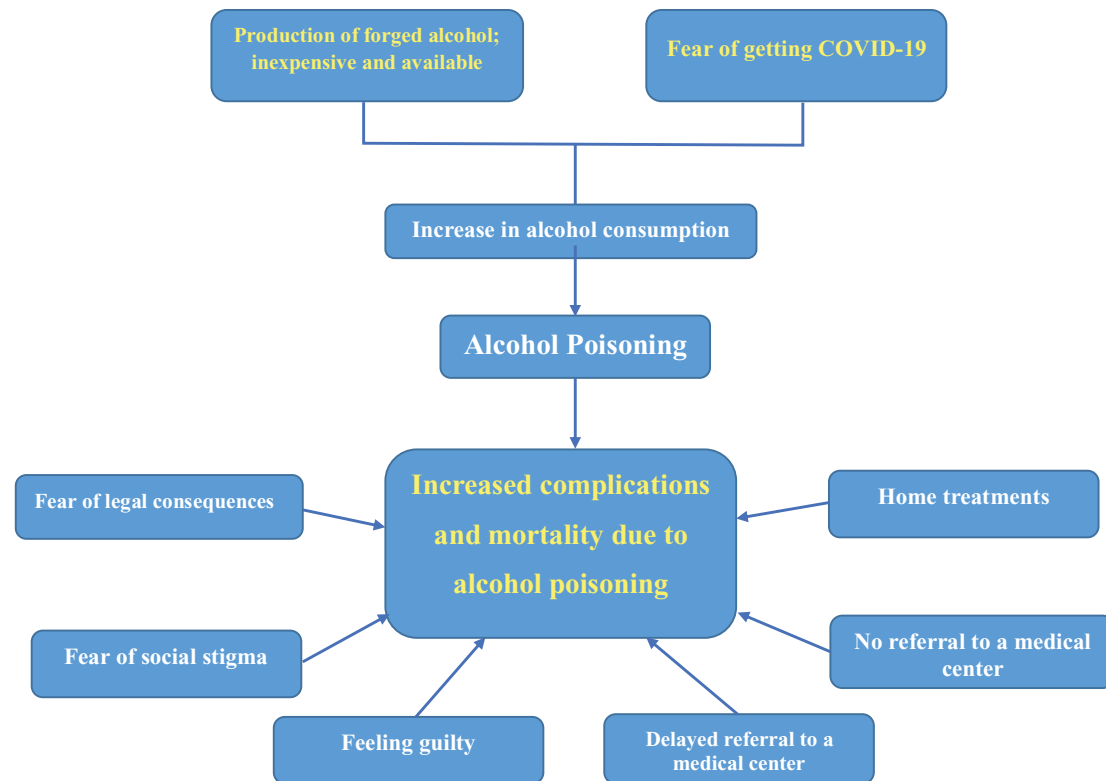 Production of forged alcohol;
inexpensive and available
Fear of getting COVID-19
Increase in alcohol consumption
Alcohol Poisoning
Increased complications
and mortality due to
alcohol poisoning
Fear of legal consequences
Home treatments
Fear of social stigma
No referral to a medical
center
Feeling guilty
Delayed referral to a
medical center